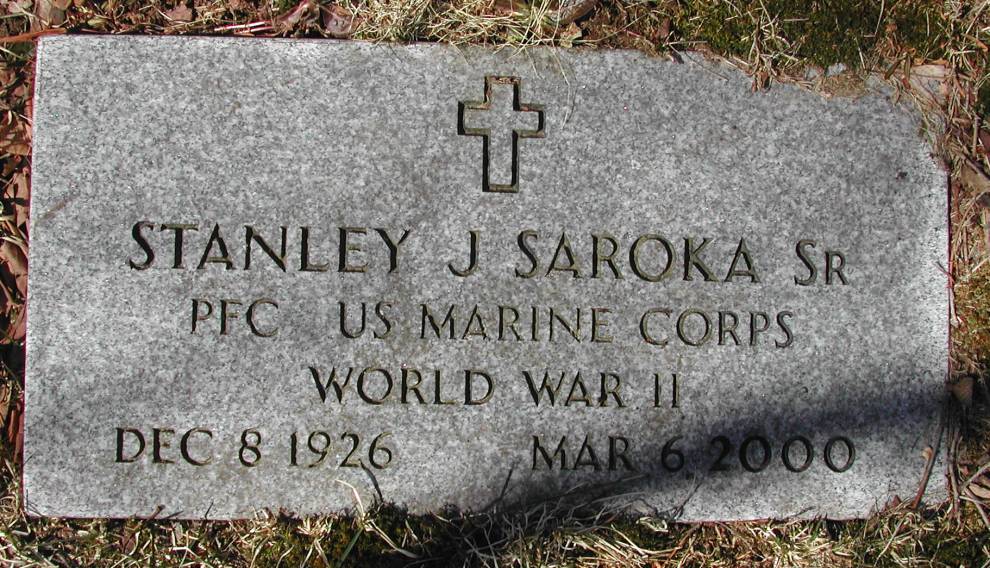 STANLEY J SAROKA SR
PFC US MARINE CORPS
WORLD WAR II
DEC 8 1926 MAR 6 2000